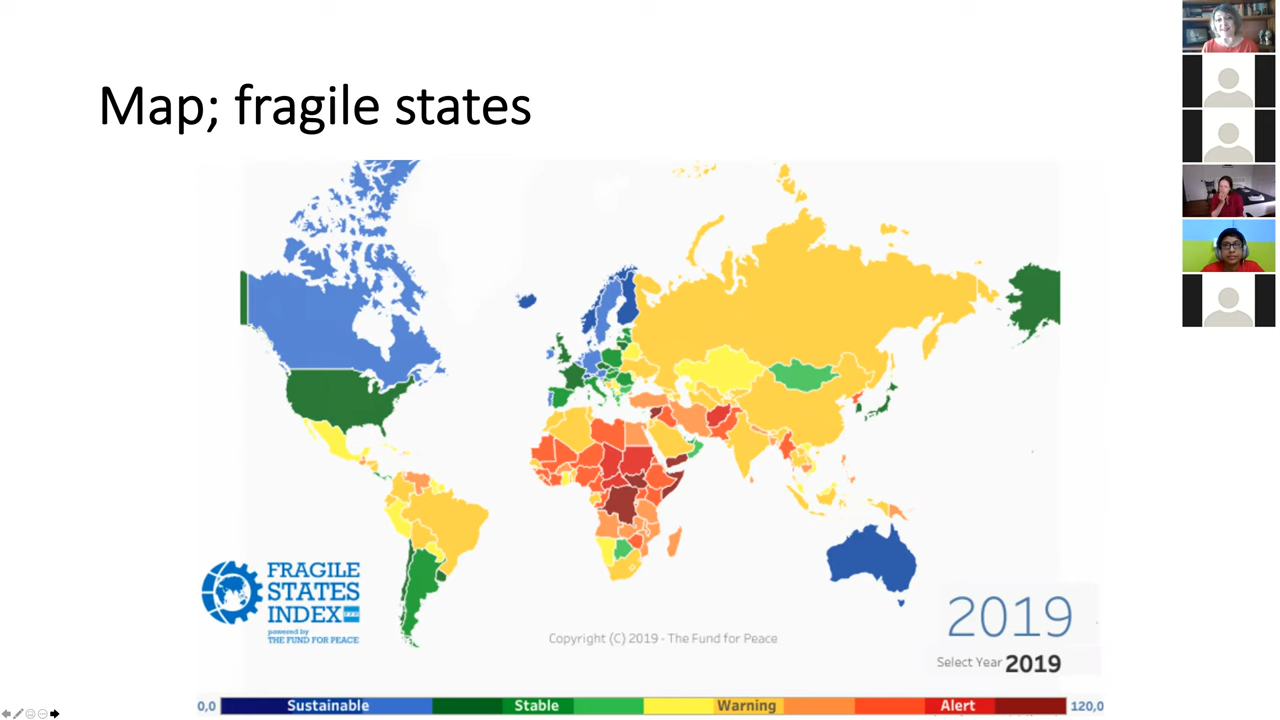 Map; fragile states
FRAGILE
STATES
INDEX
powered by
THE FUND FOR PEACE
Copyright (C) 2019 - The Fund for Peace
2019
Select Year 2019
0,0 Sustainable Stable Warning Alert 120,0